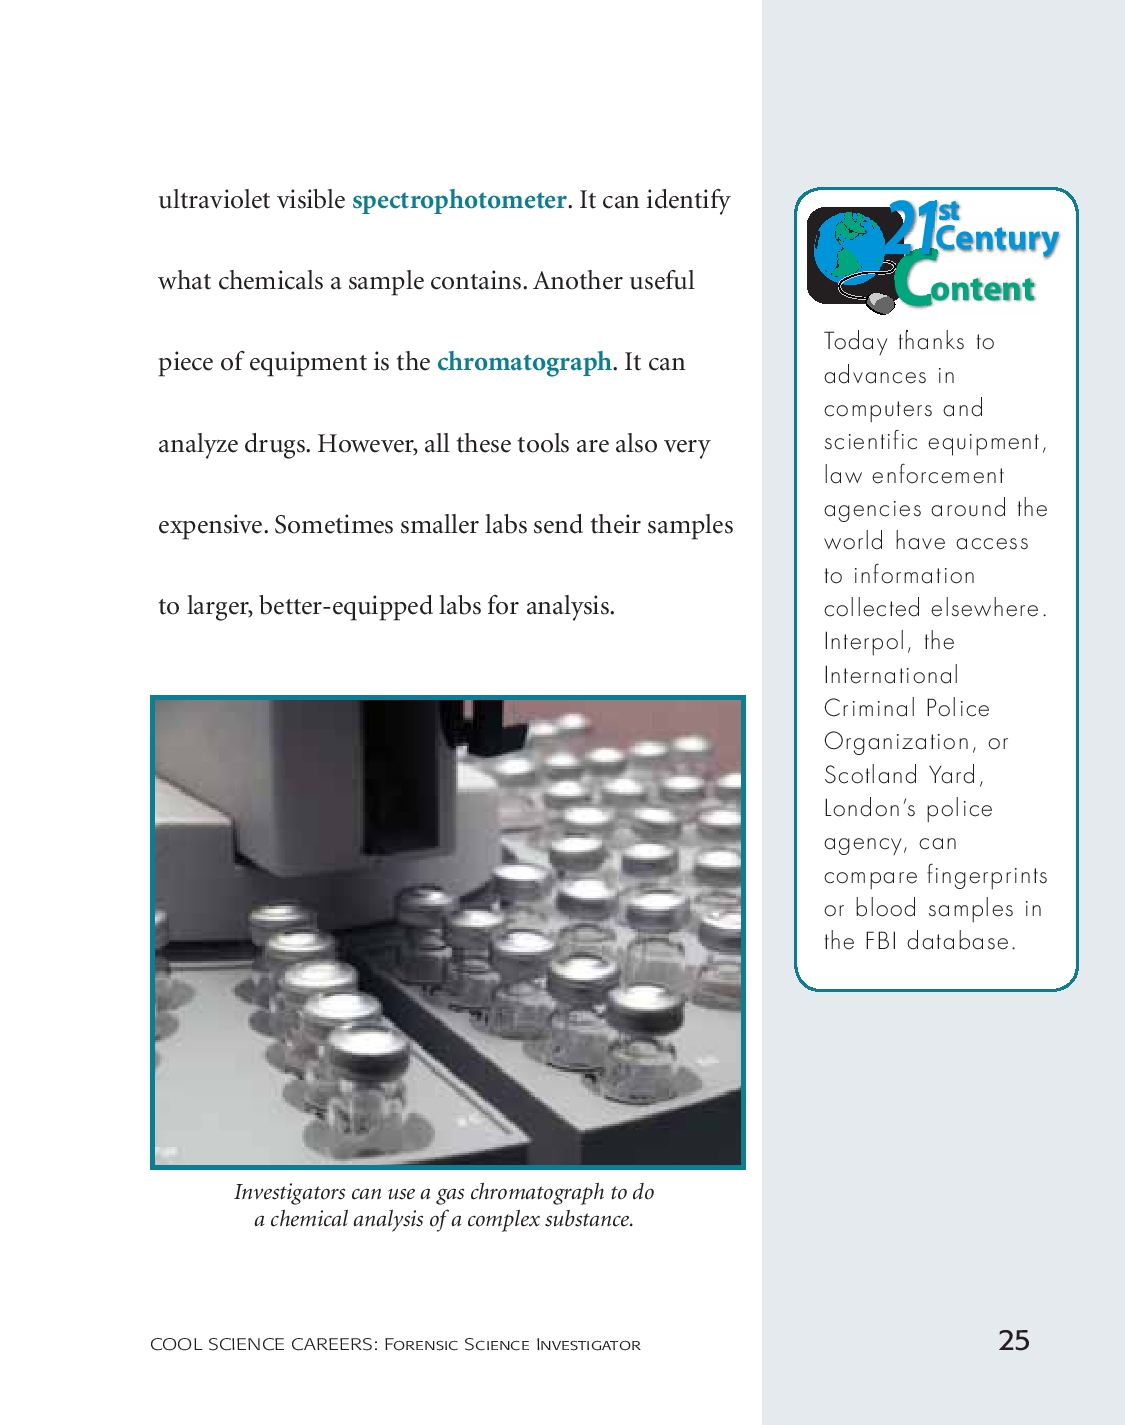 ultraviolet visible spectrophotometer. It can identify
what chemicals a sample contains. Another useful
piece of equipment is the chromatograph. It can
analyze drugs. However, all these tools are also very
expensive. Sometimes smaller labs send their samples
to larger, better-equipped labs for analysis.
Investigators can use a gas chromatograph to do
a chemical analysis of a complex substance.
21st
Century
Content
Today thanks to
advances in
computers and
scientific equipment,
law enforcement
agencies around the
world have access
to information
collected elsewhere.
Interpol, the
International
Criminal Police
Organization, or
Scotland Yard,
London’s police
agency, can
compare fingerprints
or blood samples in
the FBI database.
COOL SCIENCE CAREERS: Forensic Science Investigator
25